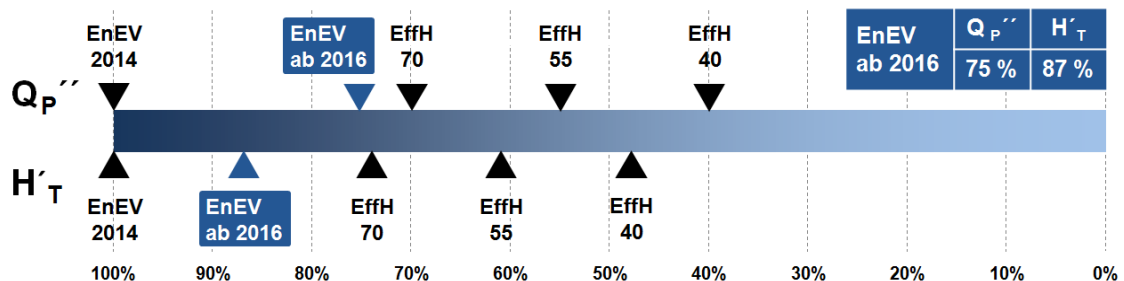 EnEV
2014
EnEV
ab 2016
EffH
70
EffH
55
EffH
40
EnEV
ab 2016
Q P´´
H´T
75 %
87 %
QP´´
H´T
EnEV
2014
EnEV
ab 2016
EffH
70
EffH
55
EffH
40
100% 90% 80% 70% 60% 50% 40% 30% 20% 10% 0%